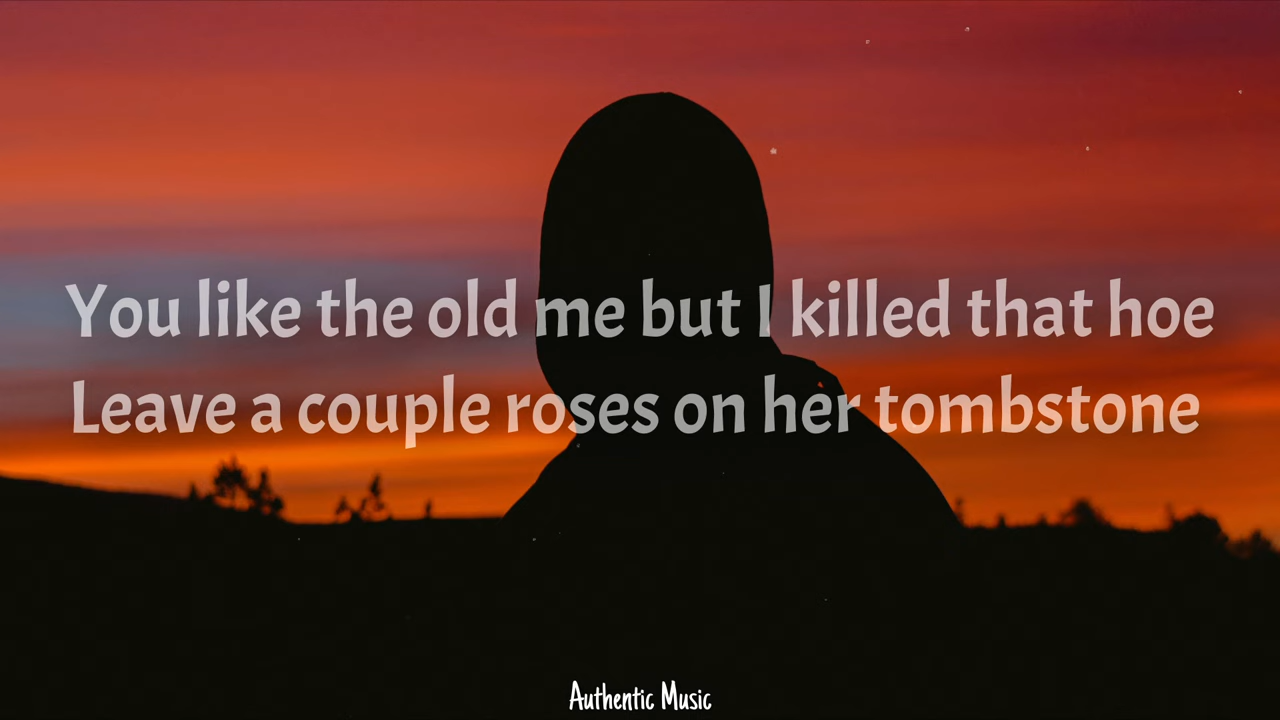 You like the old me but I killed that hoe
Leave a couple roses on her tombstone
Authentic Music